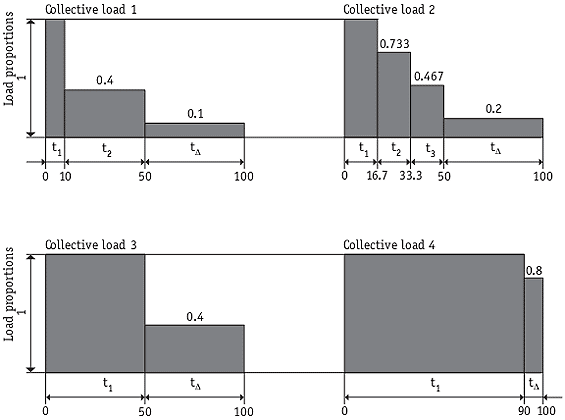 Collective load 1
Collective load 2
Load proportions
1
0.4
0.1
0.733
0.467
0.2
t1 t2 tΔ
t1 t2 t3 tΔ
0 10 50 100
0 16.7 33.3 50 100
Collective load 3
Collective load 4
Load proportions
1
0.4
0.8
t1 tΔ
t1 tΔ
0 50 100
0 90 100